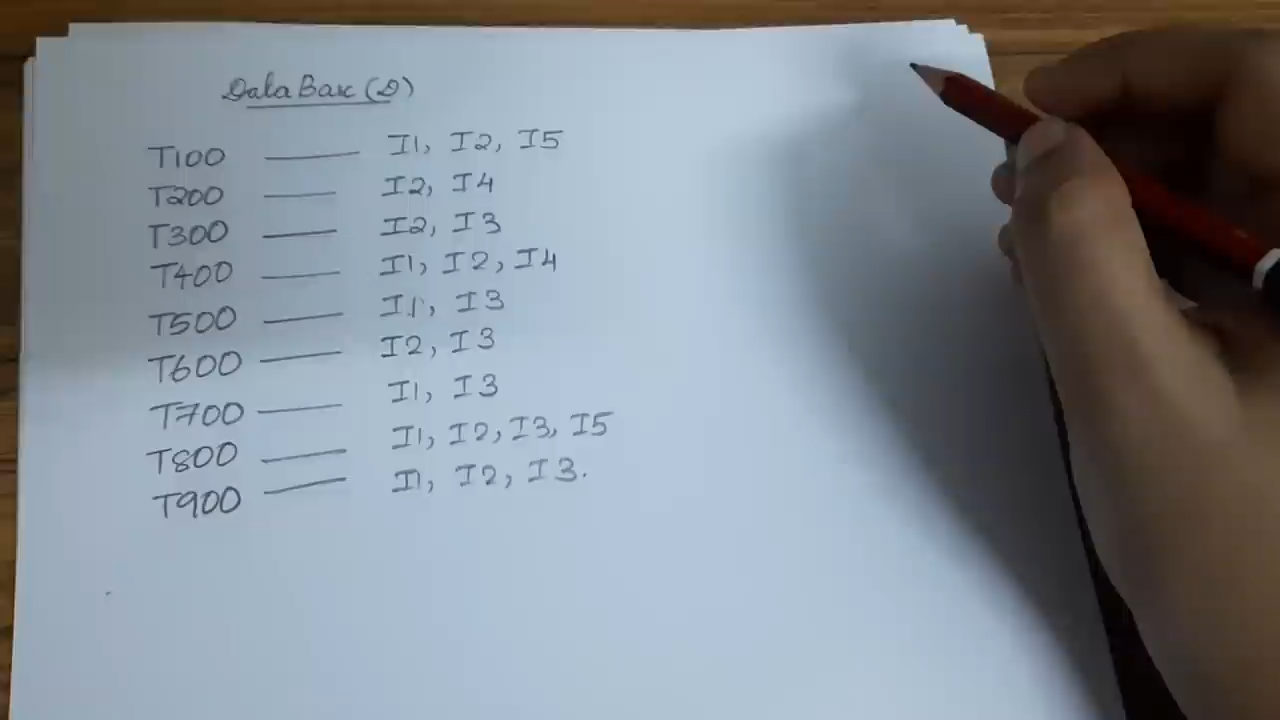 DataBase (D)
T100 —— I1, I2, I5
T200 —— I2, I4
T300 —— I2, I3
T400 —— I1, I2, I4
T500 —— I1, I3
T600 —— I2, I3
T700 —— I1, I3
T800 —— I1, I2, I3, I5
T900 —— I1, I2, I3.